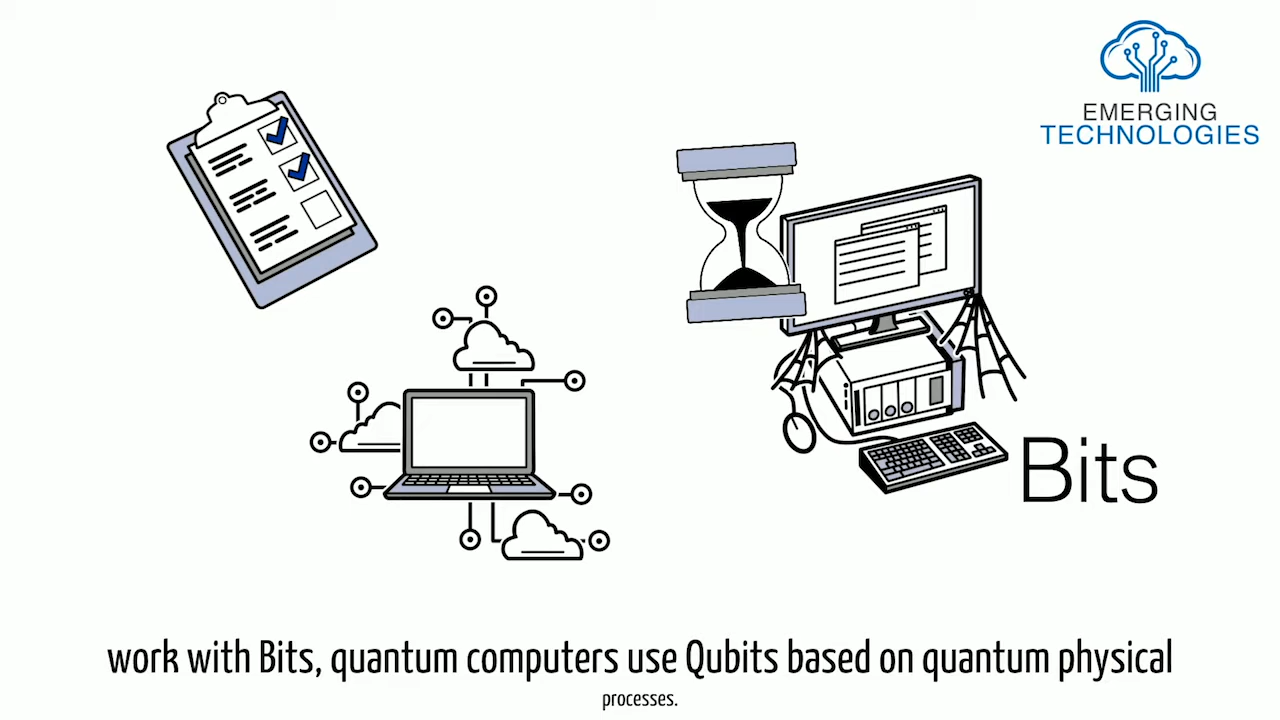 EMERGING
TECHNOLOGIES
Bits
work with Bits, quantum computers use Qubits based on quantum physical
processes.